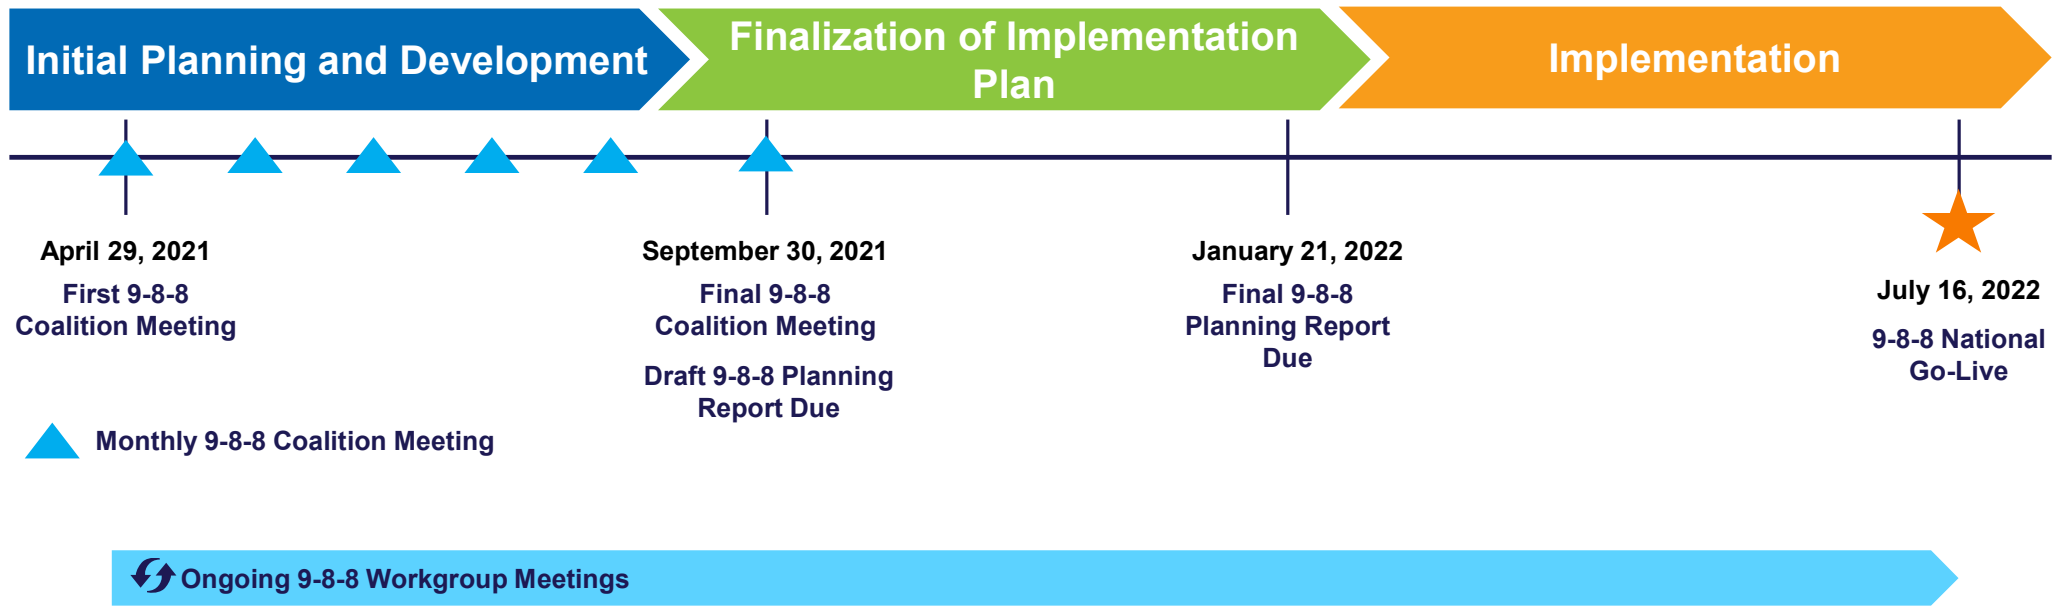 Initial Planning and Development
Finalization of Implementation
Plan
Implementation
April 29, 2021
First 9-8-8
Coalition Meeting
September 30, 2021
Final 9-8-8
Coalition Meeting
Draft 9-8-8 Planning
Report Due
January 21, 2022
Final 9-8-8
Planning Report
Due
July 16, 2022
9-8-8 National
Go-Live
Monthly 9-8-8 Coalition Meeting
Ongoing 9-8-8 Workgroup Meetings